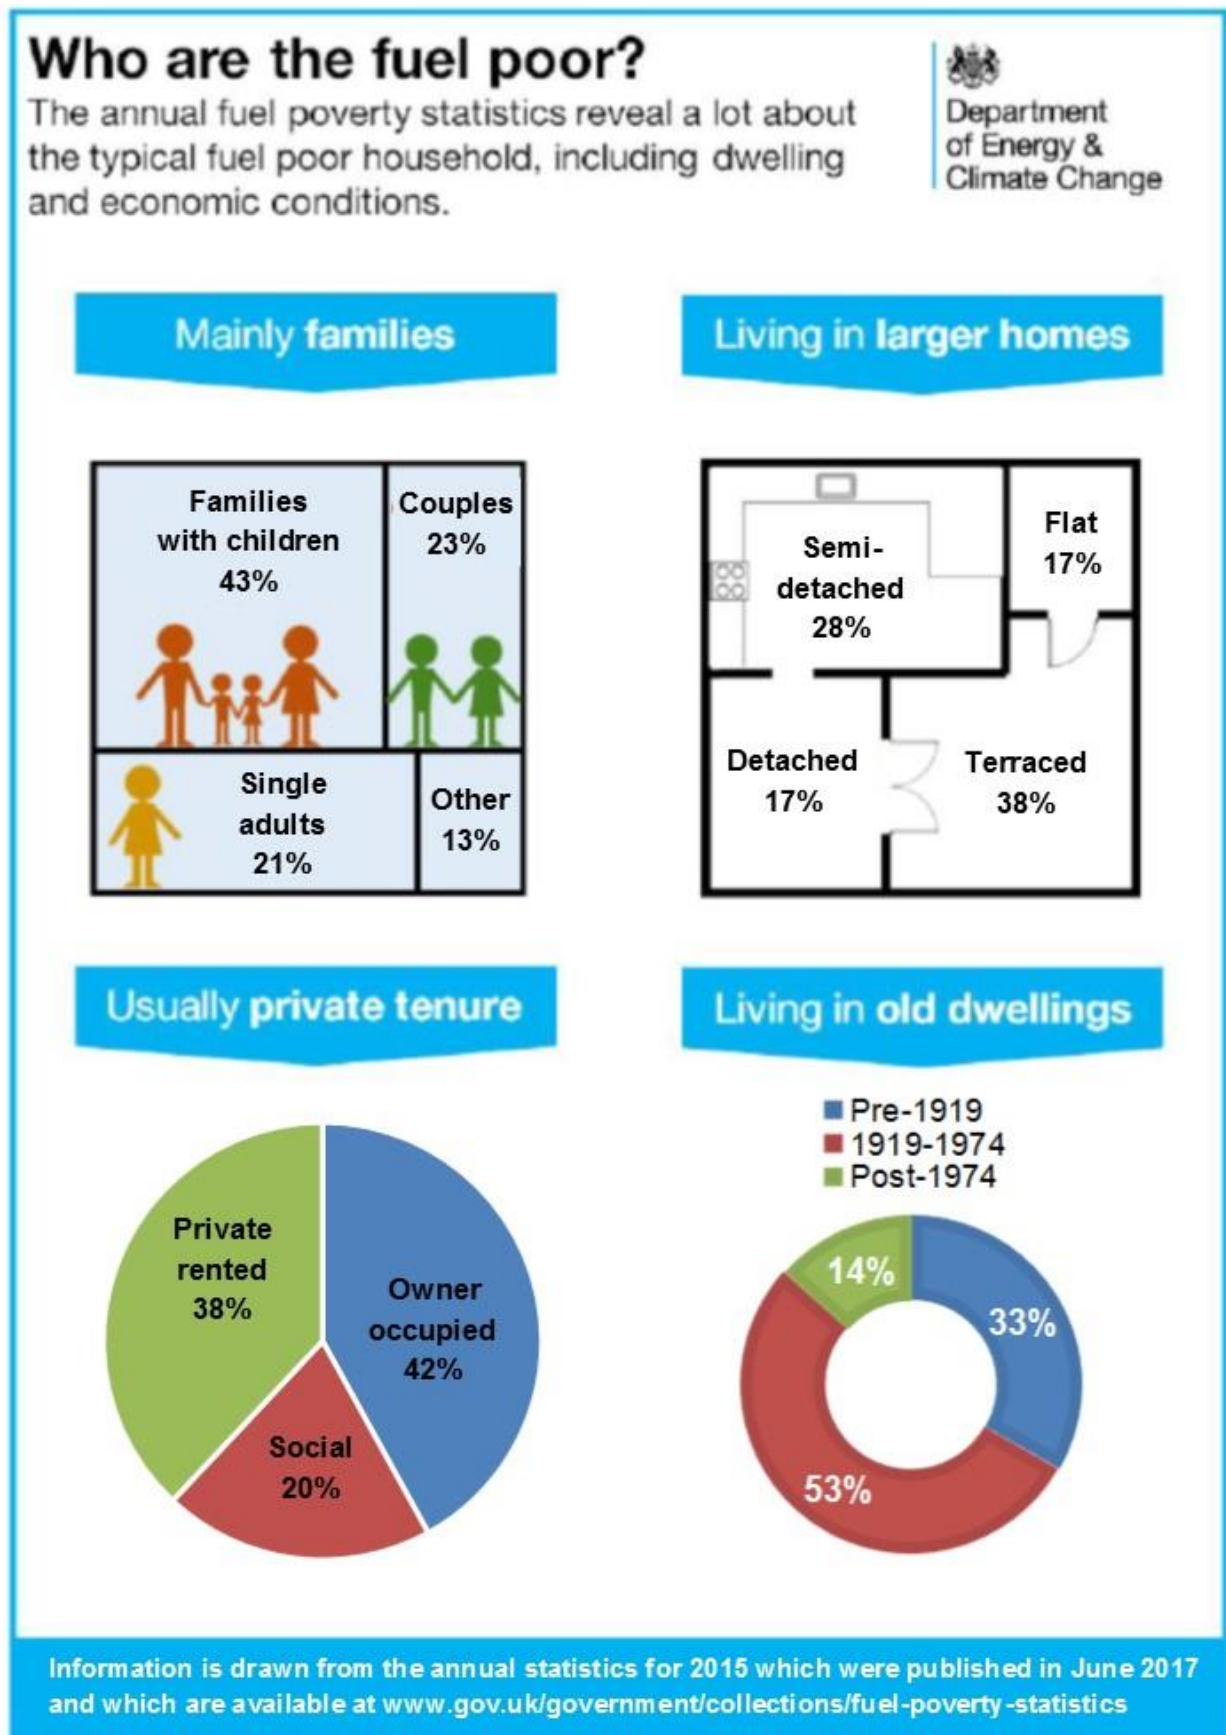 Who are the fuel poor?
The annual fuel poverty statistics reveal a lot about
the typical fuel poor household, including dwelling
and economic conditions.
Department
of Energy &
Climate Change
Mainly families
Families
with children
43%
Couples
23%
Single
adults
21%
Other
13%
Living in larger homes
Semi-
detached
28%
Flat
17%
Detached
17%
Terraced
38%
Usually private tenure
Private
rented
38%
Owner
occupied
42%
Social
20%
Living in old dwellings
Pre-1919
1919-1974
Post-1974
14%
33%
53%
Information is drawn from the annual statistics for 2015 which were published in June 2017
and which are available at www.gov.uk/government/collections/fuel-poverty-statistics